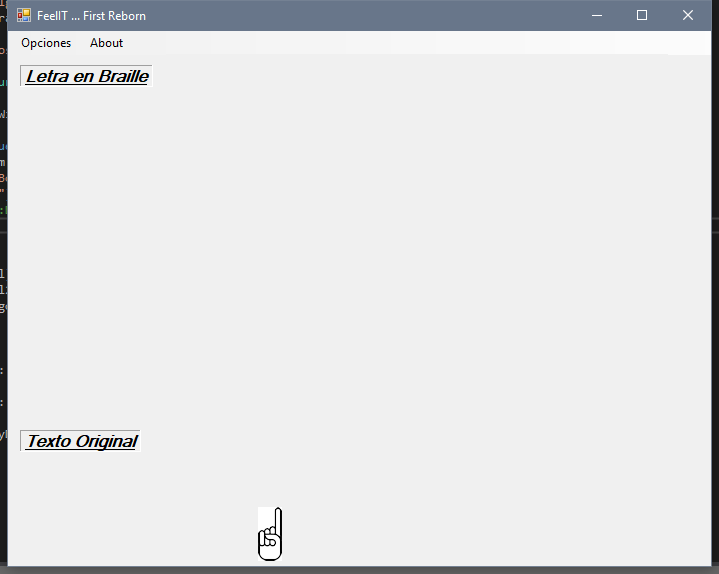 FeelIT ... First Reborn
Opciones About
Letra en Braille
Texto Original